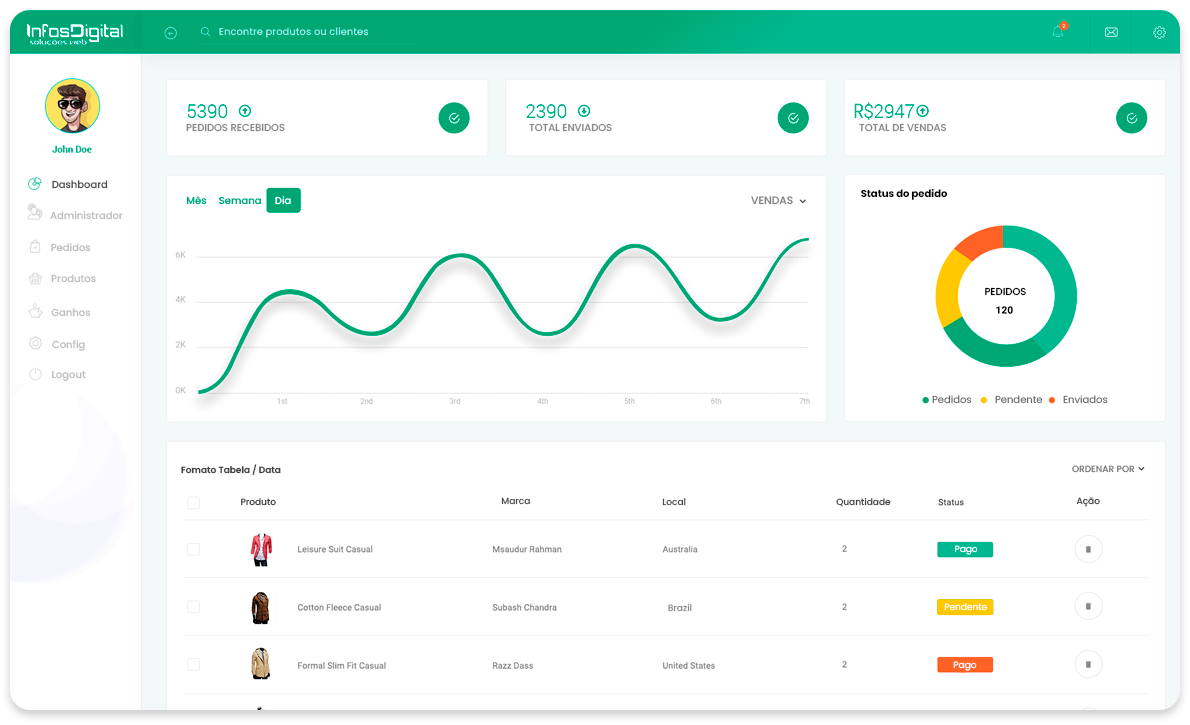 InfosDigital
soluções web
Encontre produtos ou clientes
2
John Doe
Dashboard
Administrador
Pedidos
Produtos
Ganhos
Config
Logout
5390
PEDIDOS RECEBIDOS
2390
TOTAL ENVIADOS
R$2947
TOTAL DE VENDAS
Mês Semana Dia
VENDAS
6K
4K
2K
0K
1st 2nd 3rd 4th 5th 6th 7th
Status do pedido
PEDIDOS
120
Pedidos Pendente Enviados
Fomato Tabela / Data
ORDENAR POR
Produto Marca Local Quantidade Status Ação
Leisure Suit Casual Msaudur Rahman Australia 2 Pago
Cotton Fleece Casual Subash Chandra Brazil 2 Pendente
Formal Slim Fit Casual Razz Dass United States 2 Pago